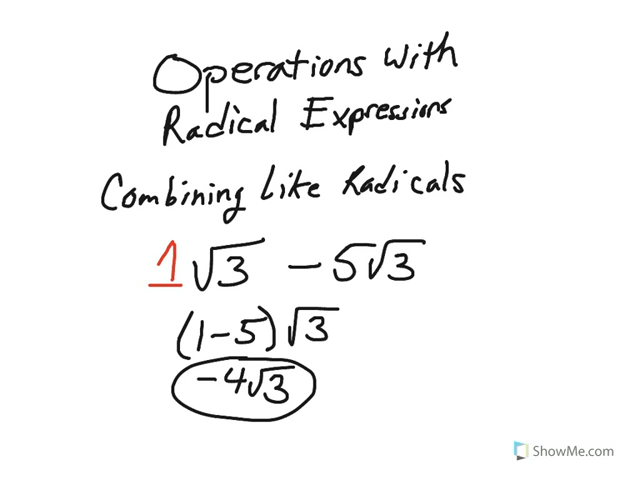 Operations with
Radical Expressions
Combining Like Radicals
1√3 - 5√3
(1-5)√3
-4√3
ShowMe.com